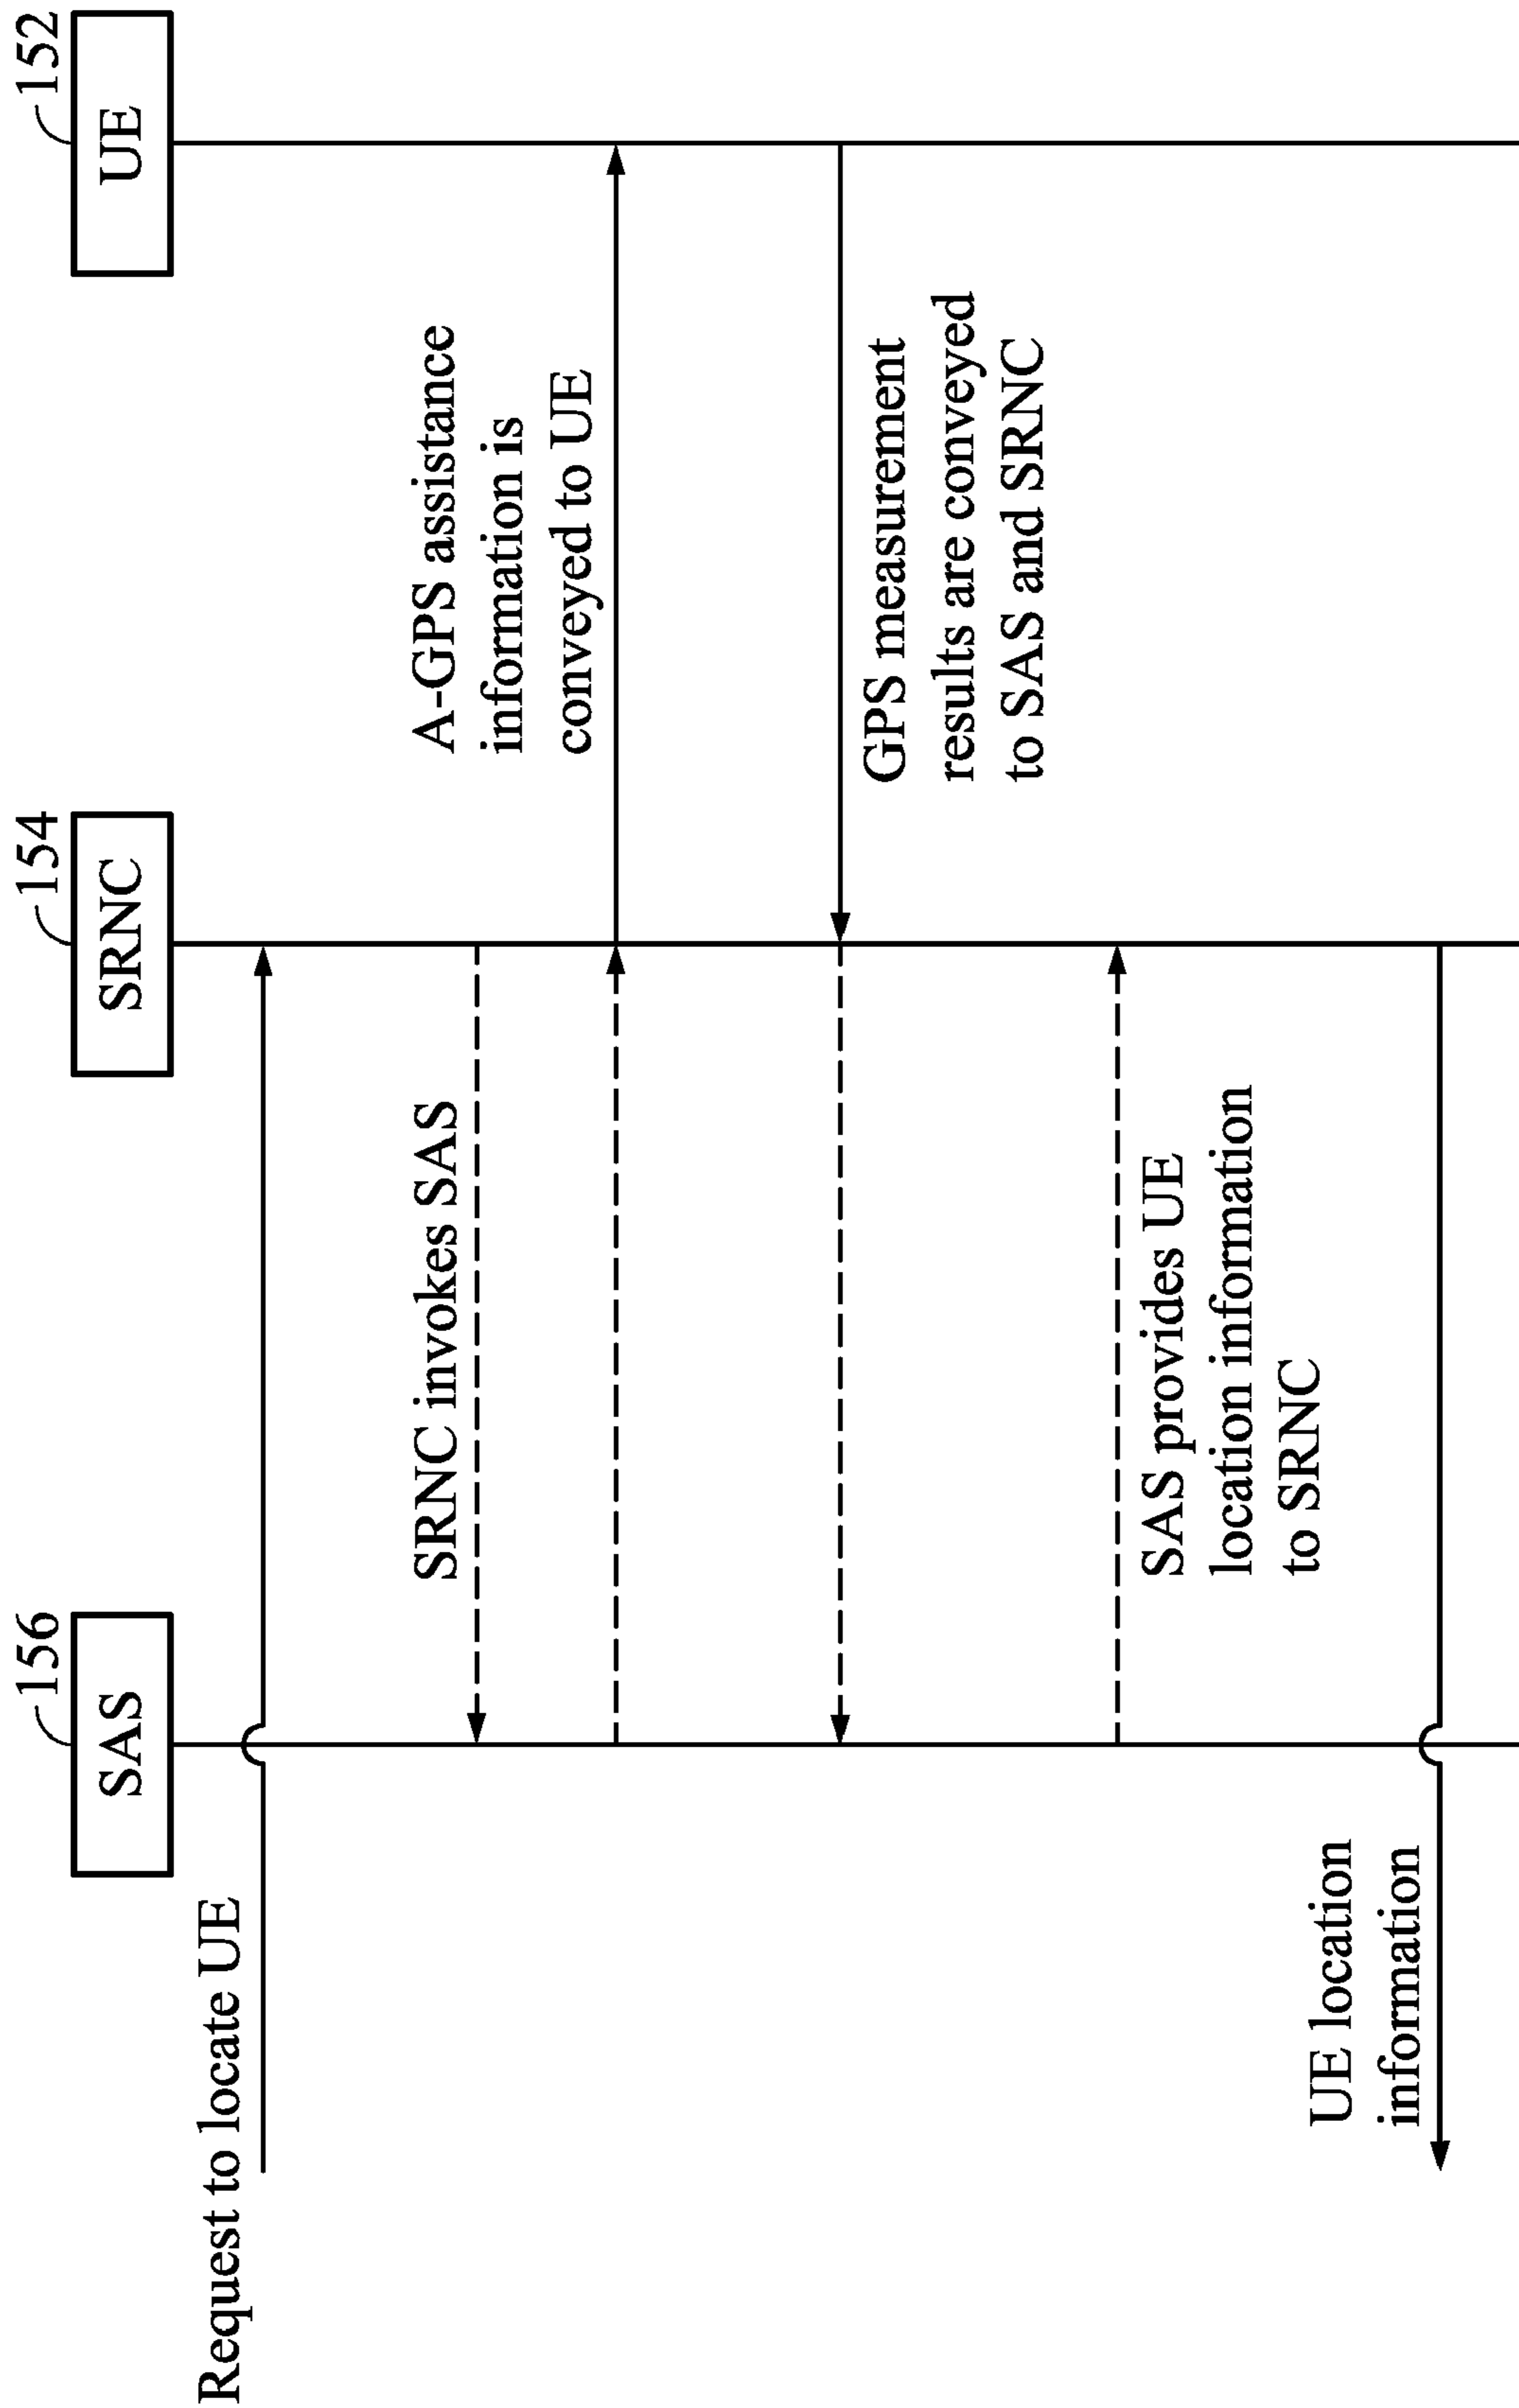 156
154
152
SAS
SRNC
UE
Request to locate UE
SRNC invokes SAS
A-GPS assistance
information is
conveyed to UE
GPS measurement
results are conveyed
to SAS and SRNC
SAS provides UE
location information
to SRNC
UE location
information